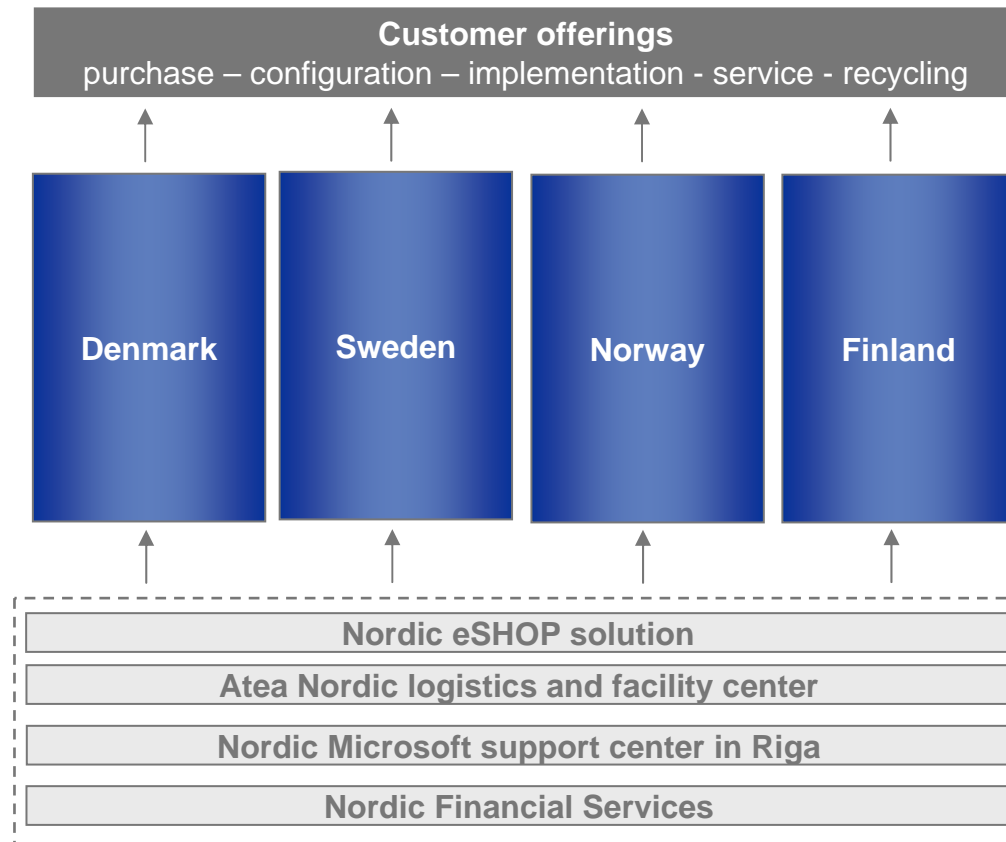 Customer offerings
purchase – configuration – implementation - service - recycling
Denmark
Sweden
Norway
Finland
Nordic eSHOP solution
Atea Nordic logistics and facility center
Nordic Microsoft support center in Riga
Nordic Financial Services